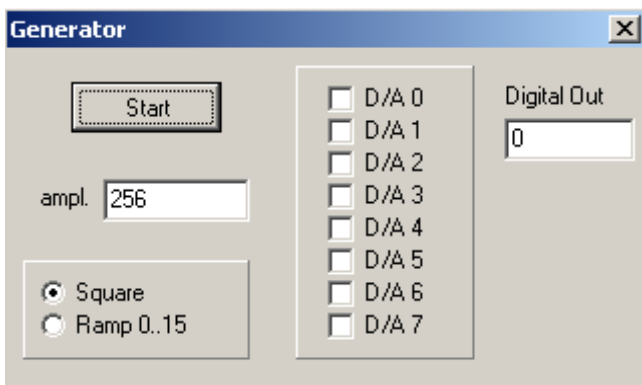 Generator
Start
ampl. 256
Square
Ramp 0..15
D/A 0
D/A 1
D/A 2
D/A 3
D/A 4
D/A 5
D/A 6
D/A 7
Digital Out
0